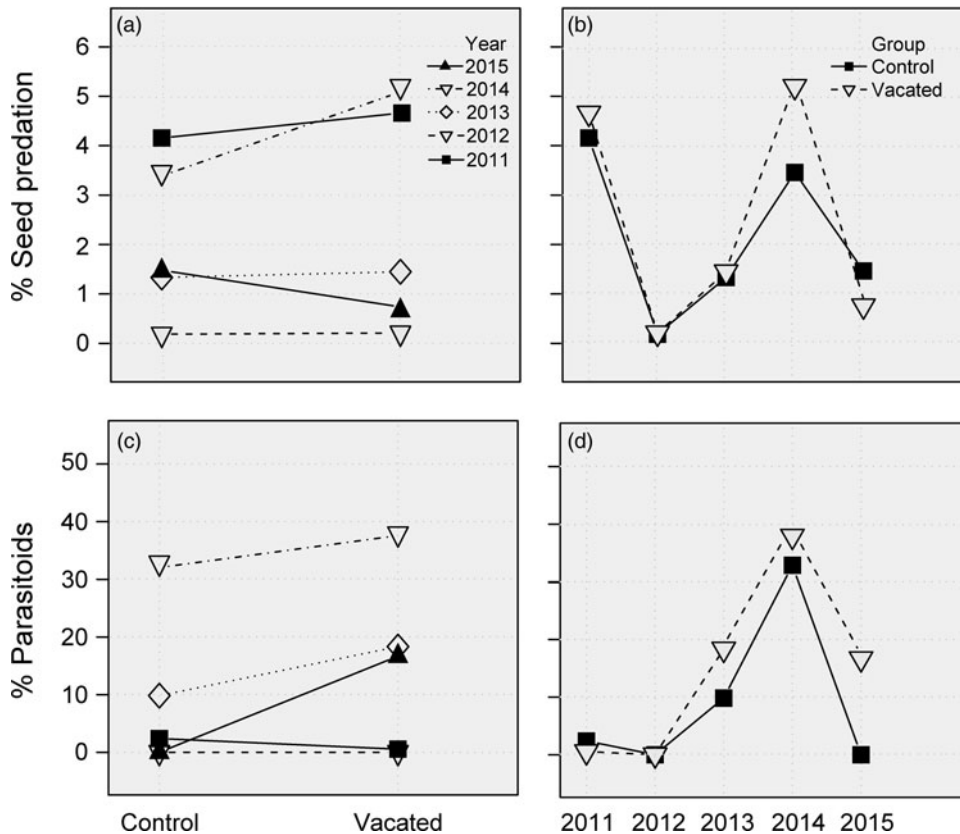 (a)
% Seed predation
6
5
4
3
2
1
0
Year
2015
2014
2013
2012
2011
(b)
Group
Control
Vacated
(c)
% Parasitoids
50
40
30
20
10
0
Control Vacated
(d)
2011 2012 2013 2014 2015